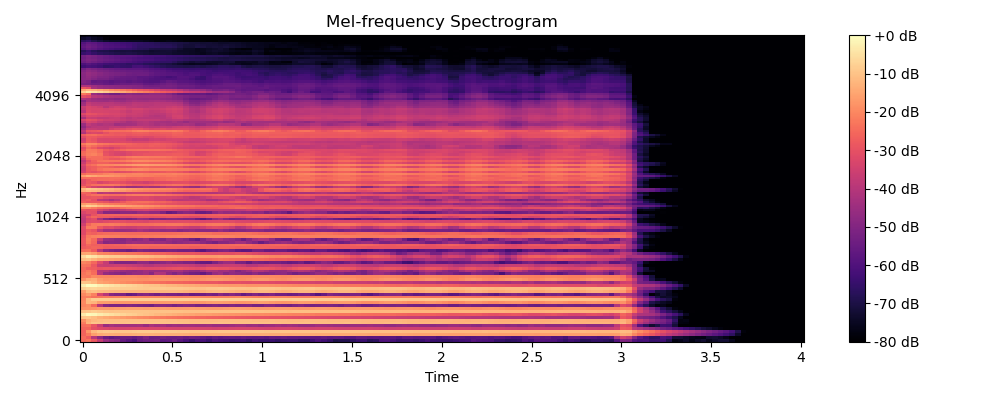 Mel-frequency Spectrogram
Hz
4096
2048
1024
512
0
0 0.5 1 1.5 2 2.5 3 3.5 4
Time
+0 dB
-10 dB
-20 dB
-30 dB
-40 dB
-50 dB
-60 dB
-70 dB
-80 dB